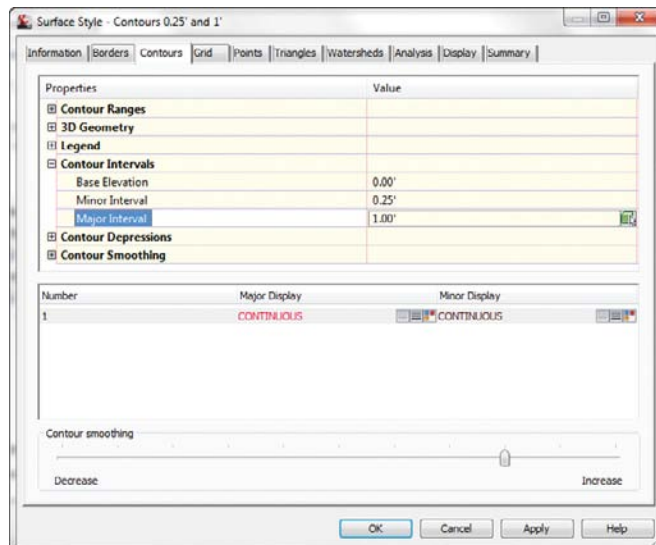 Surface Style - Contours 0.25' and 1'
Information Borders Contours Grid Points Triangles Watersheds Analysis Display Summary
Properties Value
Contour Ranges
3D Geometry
Legend
Contour Intervals
Base Elevation 0.00'
Minor Interval 0.25'
Major Interval 1.00'
Contour Depressions
Contour Smoothing
Number Major Display Minor Display
1 CONTINUOUS CONTINUOUS
Contour smoothing
Decrease Increase
OK Cancel Apply Help